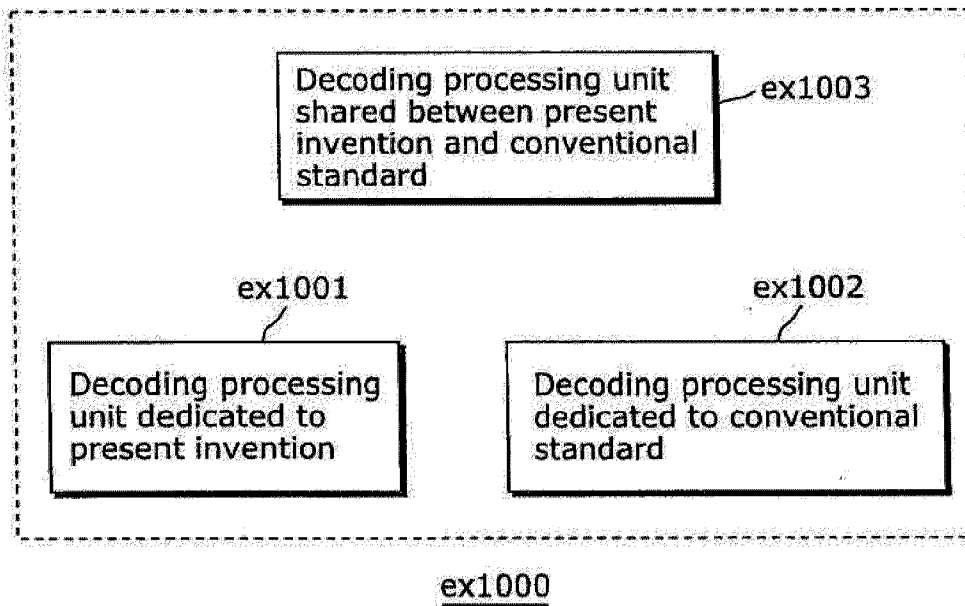 Decoding processing unit
shared between present
invention and conventional
standard
ex1003
ex1001
Decoding processing
unit dedicated to
present invention
ex1002
Decoding processing unit
dedicated to conventional
standard
ex1000